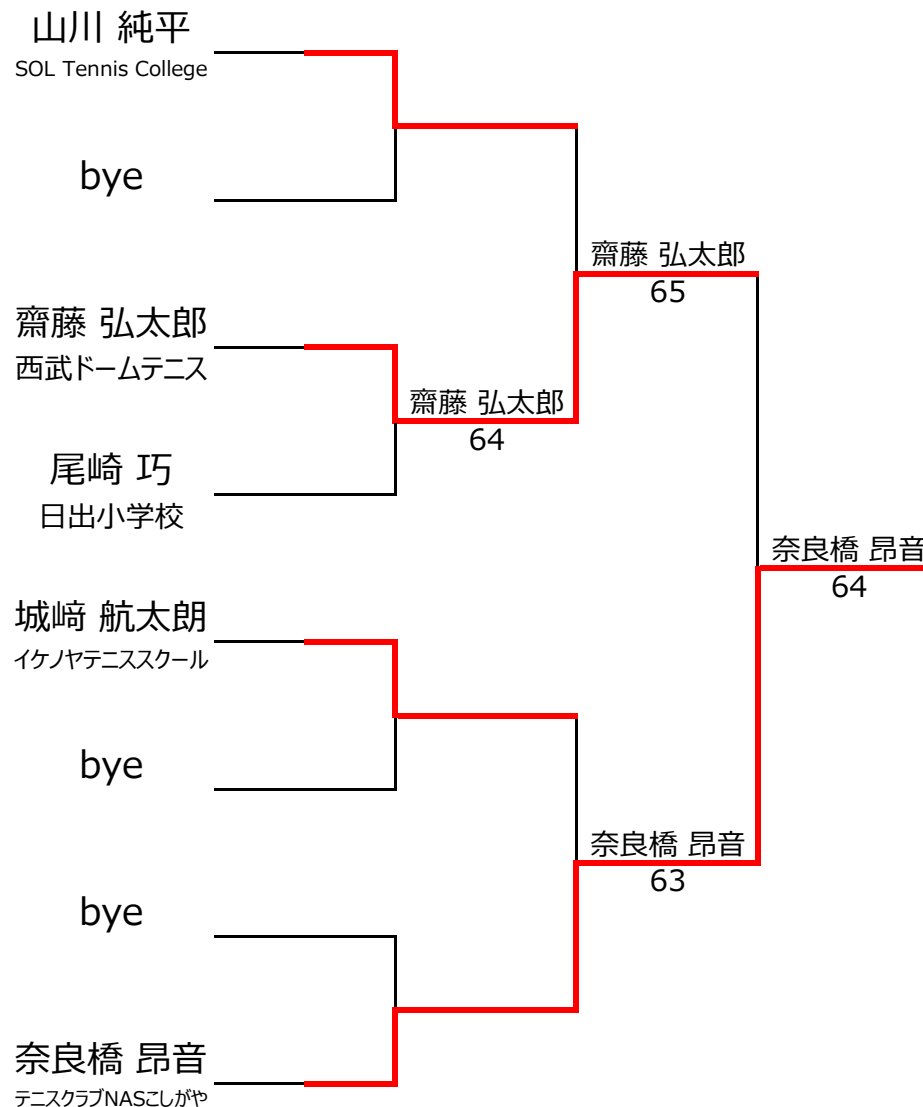 山川 純平
SOL Tennis College
bye
齋藤 弘太郎
65
齋藤 弘太郎
西武ドームテニス
齋藤 弘太郎
64
尾崎 巧
日出小学校
奈良橋 昂音
64
城﨑 航太朗
イケノヤテニススクール
bye
奈良橋 昂音
63
bye
奈良橋 昂音
テニスクラブNASこしがや